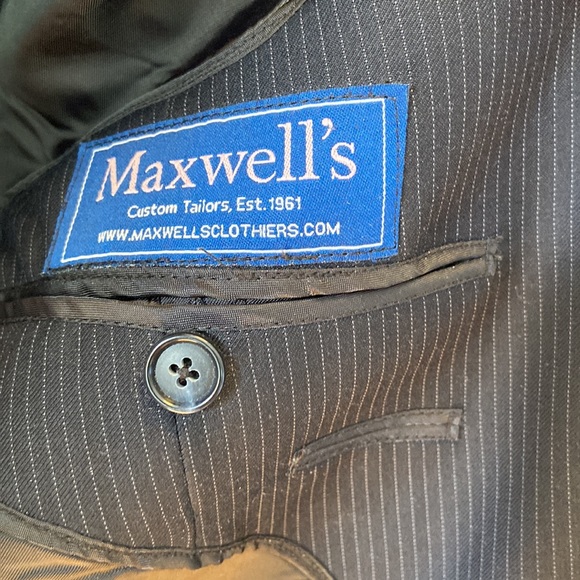 Maxwell's
Custom Tailors, Est. 1961
WWW.MAXWELLSCLOTHIERS.COM